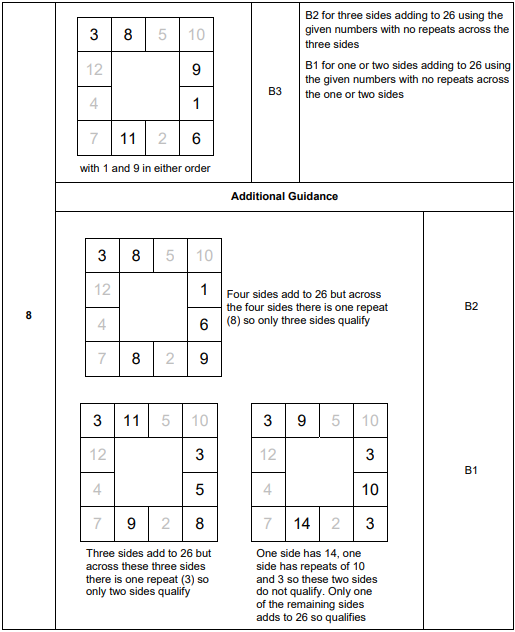 3 8 5 10
12 9
4 1
7 11 2 6
with 1 and 9 in either order
B3
B2 for three sides adding to 26 using the
given numbers with no repeats across the
three sides
B1 for one or two sides adding to 26 using
the given numbers with no repeats across
the one or two sides
8
Additional Guidance
3 8 5 10
12 1
4 6
7 8 2 9
Four sides add to 26 but across
the four sides there is one repeat
(8) so only three sides qualify
B2
3 11 5 10
12 3
4 5
7 9 2 8
Three sides add to 26 but
across these three sides
there is one repeat (3) so
only two sides qualify
3 9 5 10
12 3
4 10
7 14 2 3
One side has 14, one
side has repeats of 10
and 3 so these two sides
do not qualify. Only one
of the remaining sides
adds to 26 so qualifies
B1